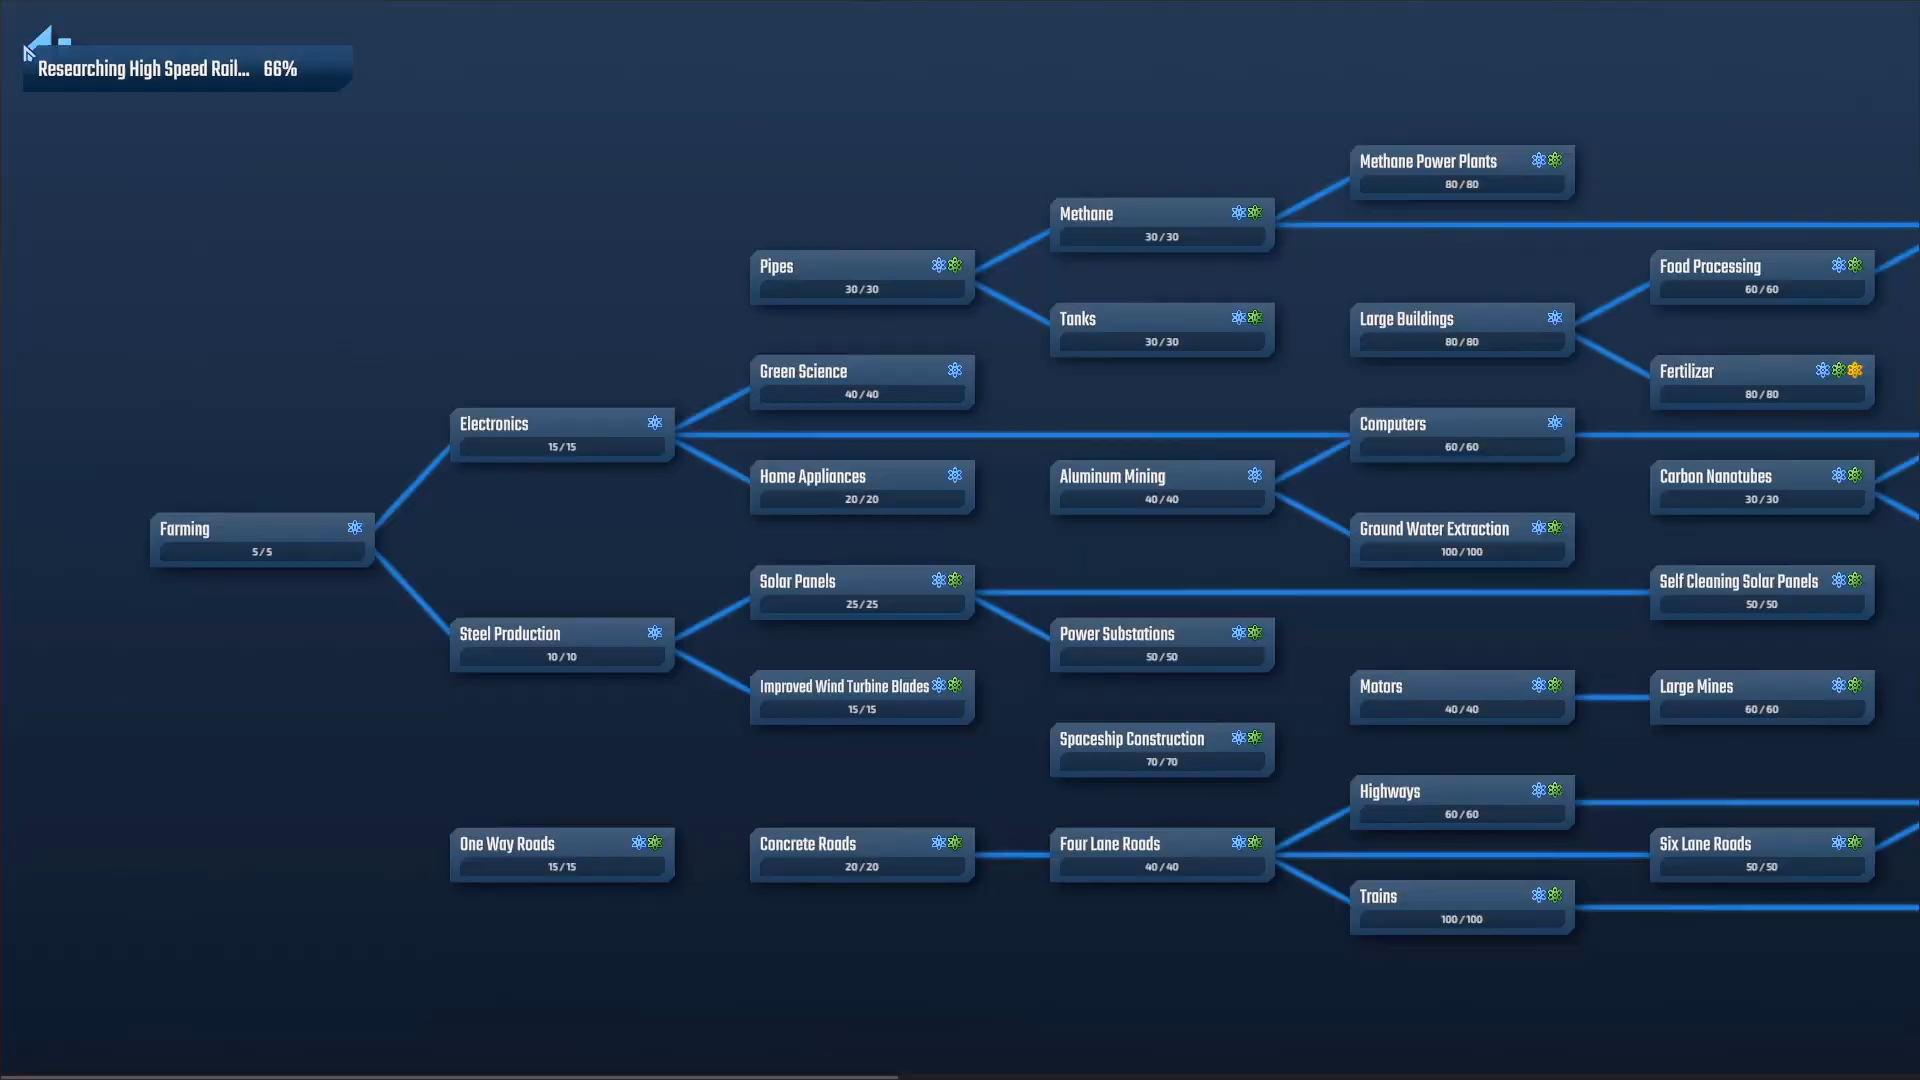 Researching High Speed Rail... 66%
Methane Power Plants
80 / 80
Methane
30 / 30
Pipes
30 / 30
Food Processing
60 / 60
Tanks
30 / 30
Large Buildings
80 / 80
Green Science
40 / 40
Fertilizer
80 / 80
Electronics
15 / 15
Computers
60 / 60
Home Appliances
20 / 20
Aluminum Mining
40 / 40
Carbon Nanotubes
30 / 30
Farming
5 / 5
Ground Water Extraction
100 / 100
Solar Panels
25 / 25
Self Cleaning Solar Panels
50 / 50
Steel Production
10 / 10
Power Substations
50 / 50
Improved Wind Turbine Blades
15 / 15
Motors
40 / 40
Large Mines
60 / 60
Spaceship Construction
70 / 70
Highways
60 / 60
One Way Roads
15 / 15
Concrete Roads
20 / 20
Four Lane Roads
40 / 40
Six Lane Roads
50 / 50
Trains
100 / 100